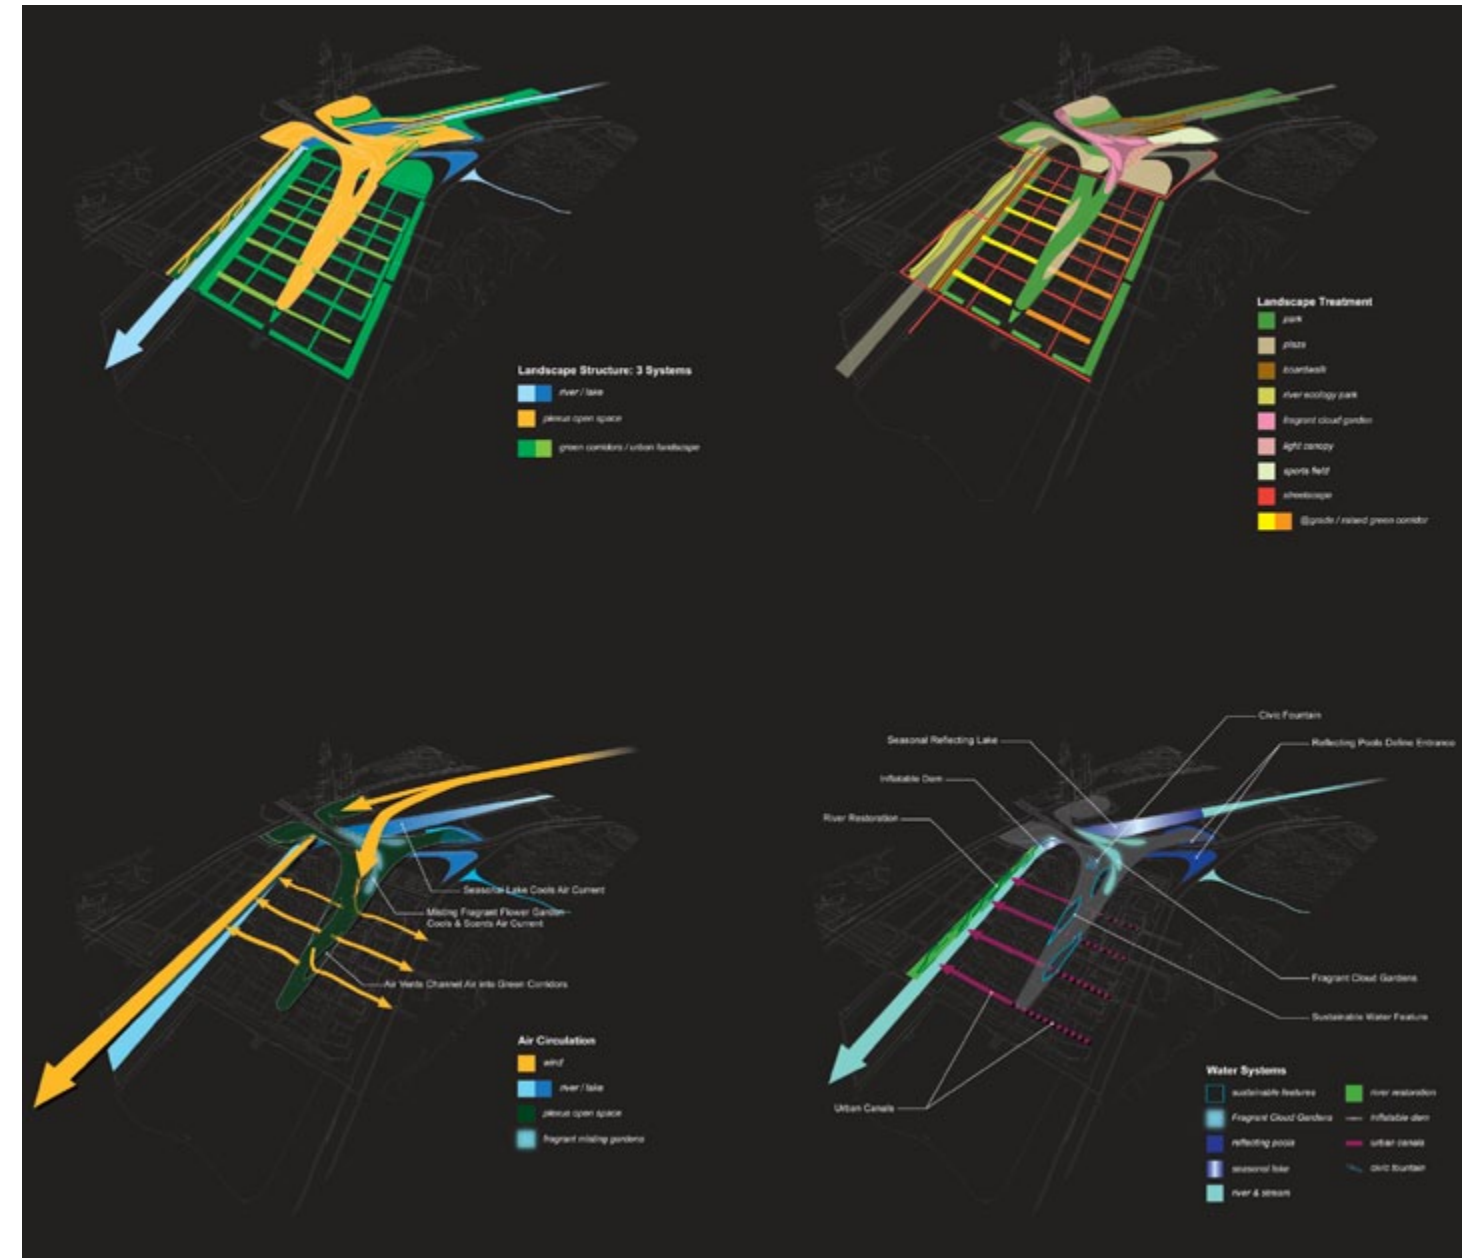 Landscape Structure: 3 Systems
river / lake
plexus open space
green corridors / urban landscape
Landscape Treatment
park
plaza
boardwalk
river ecology park
fragrant cloud garden
light canopy
sports field
streetscape
@grade / raised green corridor
Seasonal Lake Cools Air Current
Misting Fragrant Flower Garden
Cools & Scents Air Current
Air Vents Channel Air into Green Corridors
Air Circulation
wind
river / lake
plexus open space
fragrant misting gardens
Civic Fountain
Seasonal Reflecting Lake
Reflecting Pools Define Entrance
Inflatable Dam
River Restoration
Fragrant Cloud Gardens
Sustainable Water Feature
Urban Canals
Water Systems
sustainable features
Fragrant Cloud Gardens
reflecting pools
seasonal lake
river & stream
river restoration
inflatable dam
urban canals
civic fountain